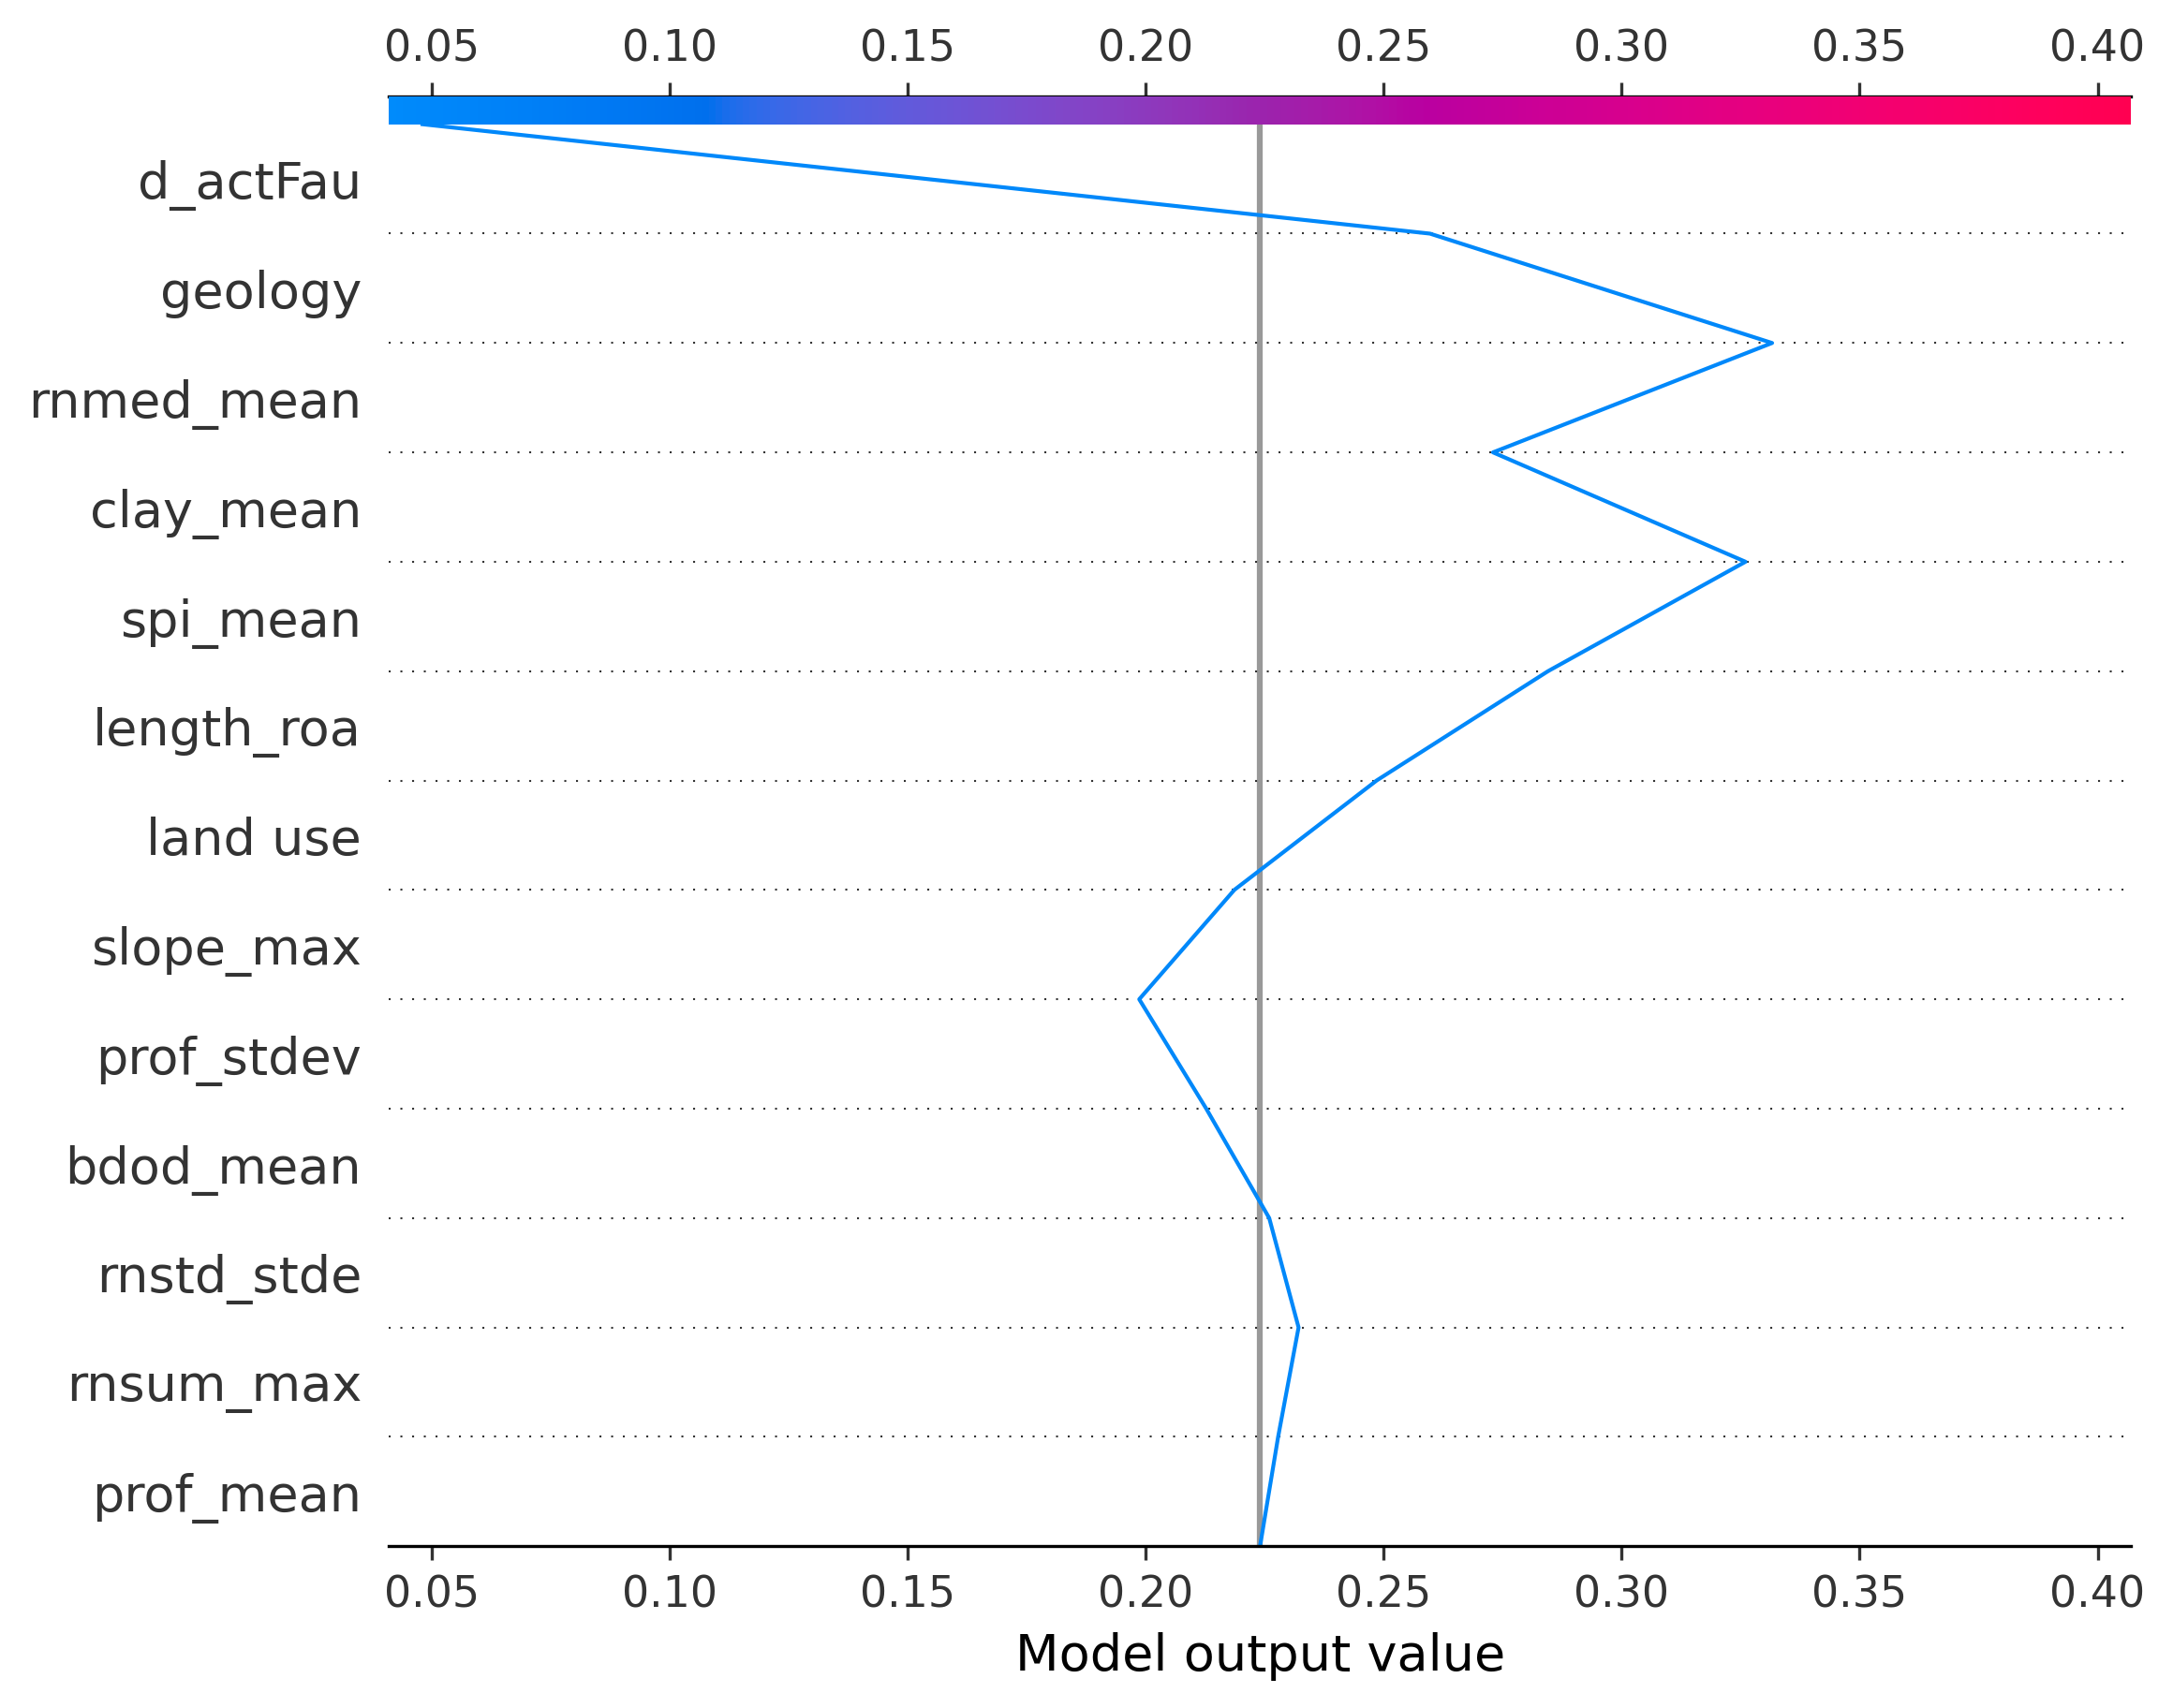 0.05 0.10 0.15 0.20 0.25 0.30 0.35 0.40
d_actFau
geology
rnmed_mean
clay_mean
spi_mean
length_roa
land use
slope_max
prof_stdev
bdod_mean
rnstd_stde
rnsum_max
prof_mean
0.05 0.10 0.15 0.20 0.25 0.30 0.35 0.40
Model output value